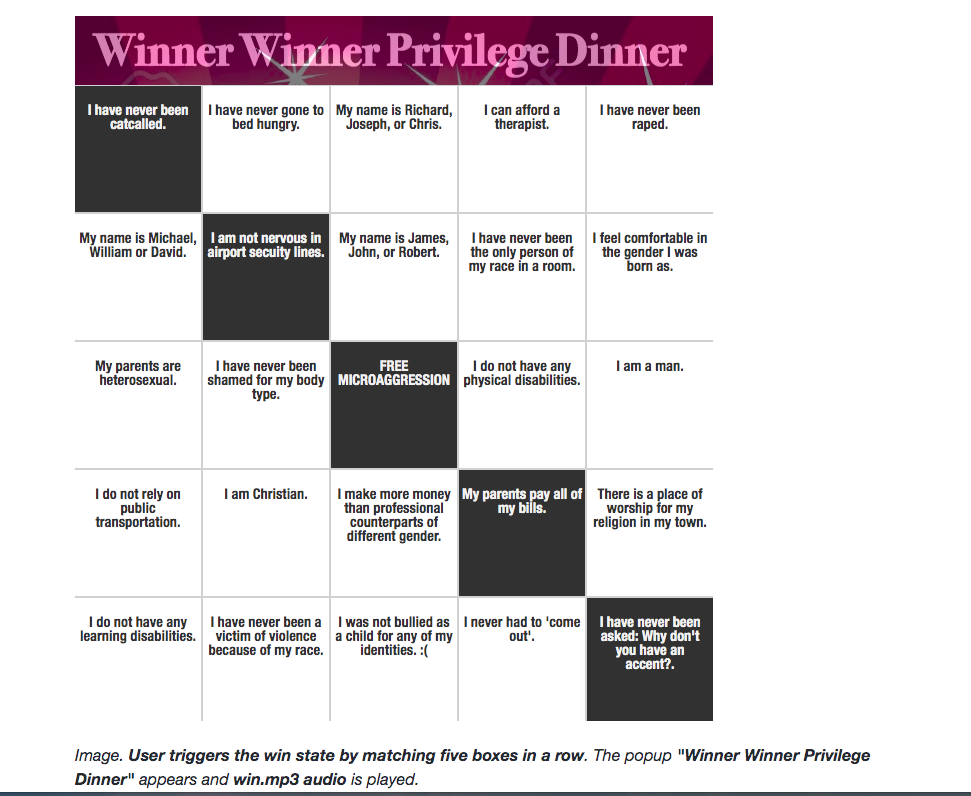 Winner Winner Privilege Dinner
I have never been
catcalled.
I have never gone to
bed hungry.
My name is Richard,
Joseph, or Chris.
I can afford a
therapist.
I have never been
raped.
My name is Michael,
William or David.
I am not nervous in
airport secuity lines.
My name is James,
John, or Robert.
I have never been
the only person of
my race in a room.
I feel comfortable in
the gender I was
born as.
My parents are
heterosexual.
I have never been
shamed for my body
type.
FREE
MICROAGGRESSION
I do not have any
physical disabilities.
I am a man.
I do not rely on
public
transportation.
I am Christian.
I make more money
than professional
counterparts of
different gender.
My parents pay all of
my bills.
There is a place of
worship for my
religion in my town.
I do not have any
learning disabilities.
I have never been a
victim of violence
because of my race.
I was not bullied as
a child for any of my
identities. :(
I never had to 'come
out'.
I have never been
asked: Why don't
you have an
accent?.
Image. User triggers the win state by matching five boxes in a row. The popup "Winner Winner Privilege
Dinner" appears and win.mp3 audio is played.